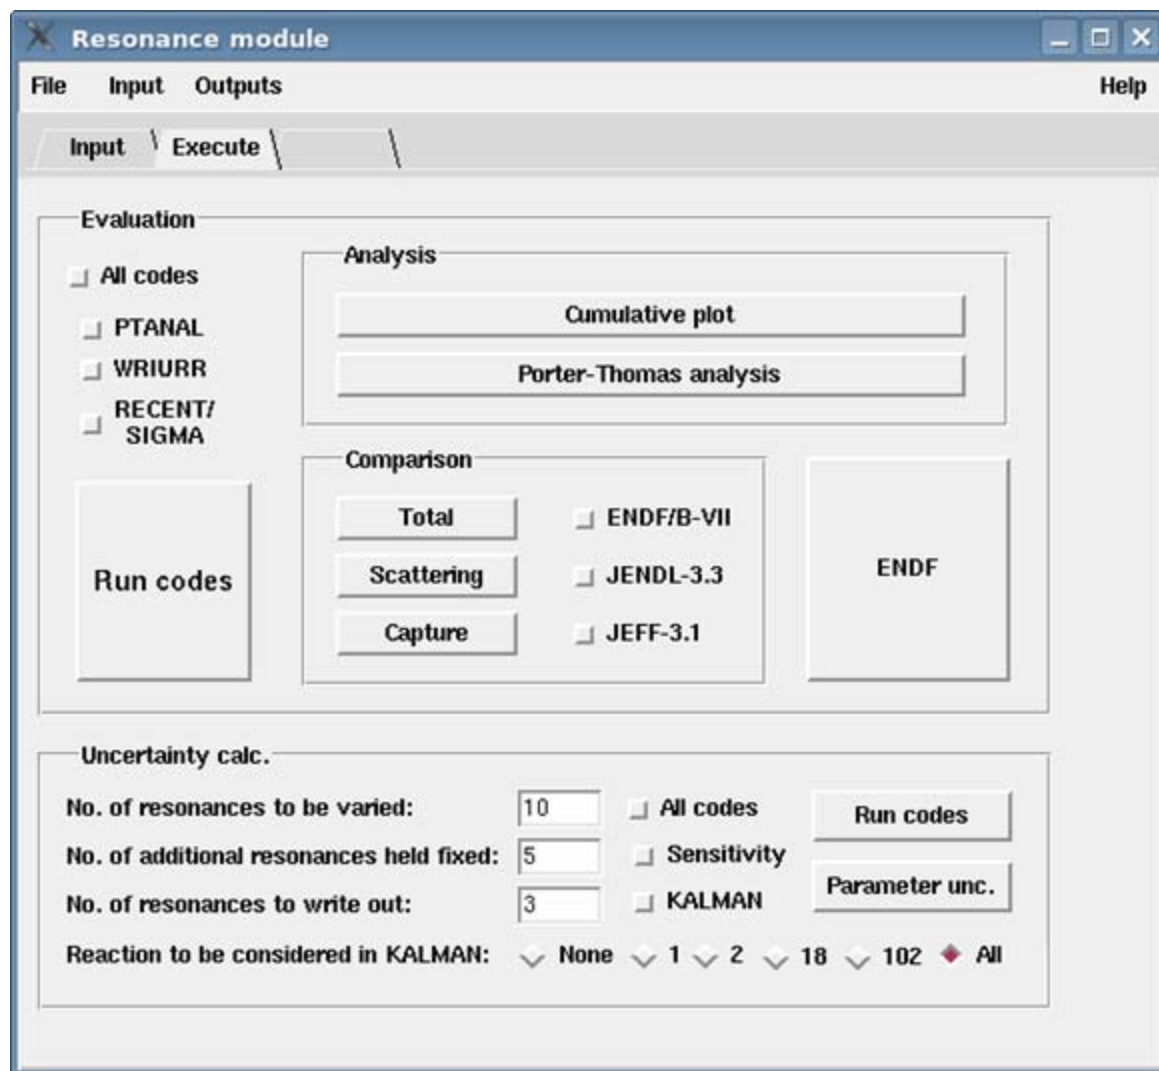 Resonance module
File Input Outputs Help
Input Execute
Evaluation
All codes
PTANAL
WRIURR
RECENT/
SIGMA
Run codes
Analysis
Cumulative plot
Porter-Thomas analysis
Comparison
Total ENDF/B-VII
Scattering JENDL-3.3
Capture JEFF-3.1
ENDF
Uncertainty calc.
No. of resonances to be varied: 10 All codes Run codes
No. of additional resonances held fixed: 5 Sensitivity
Parameter unc.
No. of resonances to write out: 3 KALMAN
Reaction to be considered in KALMAN: None 1 2 18 102 All